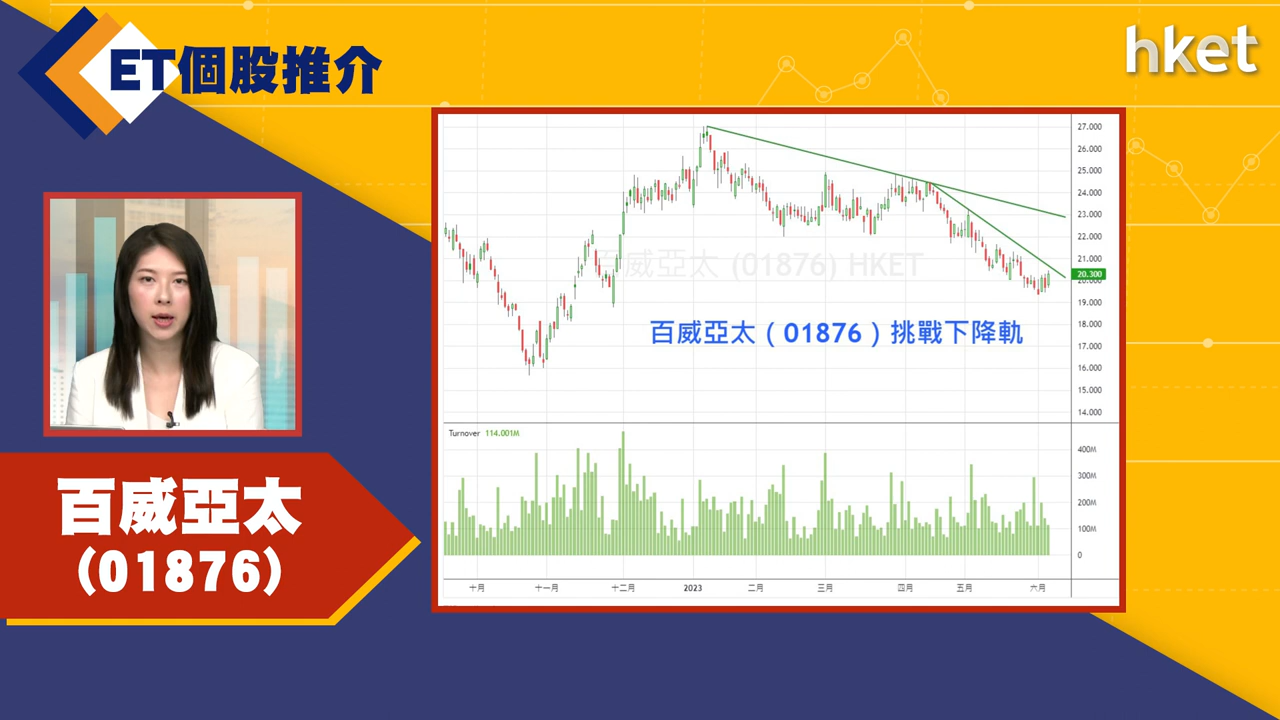 ET個股推介
hket
百威亞太
(01876)
百威亞太 (01876) HKET
百威亞太（01876）挑戰下降軌
27.000
26.000
25.000
24.000
23.000
22.000
21.000
20.300
20.000
19.000
18.000
17.000
16.000
15.000
14.000
Turnover 114.001M
400M
300M
200M
100M
0
十月 十一月 十二月 2023 二月 三月 四月 五月 六月